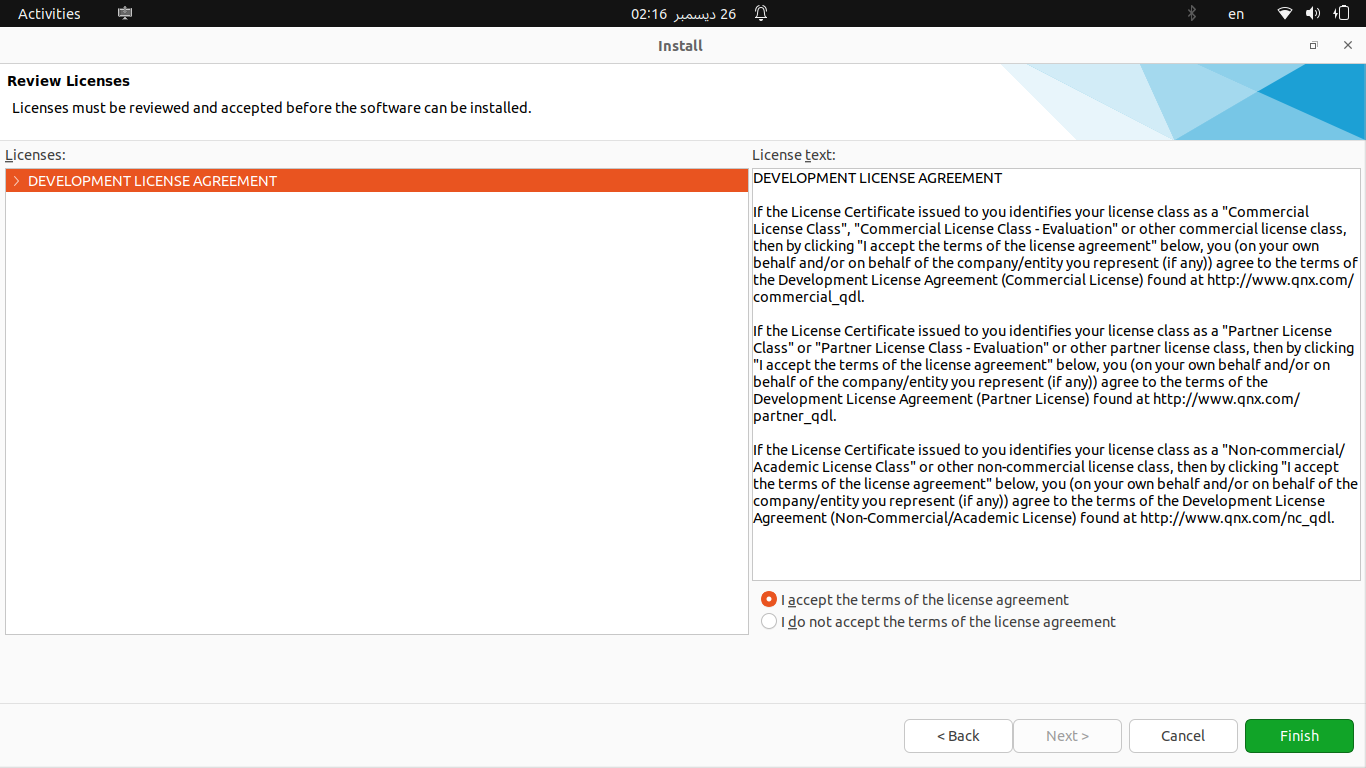 Activities
26 ديسمبر 02:16
en
Install
Review Licenses
Licenses must be reviewed and accepted before the software can be installed.
Licenses:
DEVELOPMENT LICENSE AGREEMENT
License text:
DEVELOPMENT LICENSE AGREEMENT
If the License Certificate issued to you identifies your license class as a "Commercial
License Class", "Commercial License Class - Evaluation" or other commercial license class,
then by clicking "I accept the terms of the license agreement" below, you (on your own
behalf and/or on behalf of the company/entity you represent (if any)) agree to the terms of
the Development License Agreement (Commercial License) found at http://www.qnx.com/
commercial_qdl.
If the License Certificate issued to you identifies your license class as a "Partner License
Class" or "Partner License Class - Evaluation" or other partner license class, then by clicking
"I accept the terms of the license agreement" below, you (on your own behalf and/or on
behalf of the company/entity you represent (if any)) agree to the terms of the
Development License Agreement (Partner License) found at http://www.qnx.com/
partner_qdl.
If the License Certificate issued to you identifies your license class as a "Non-commercial/
Academic License Class" or other non-commercial license class, then by clicking "I accept
the terms of the license agreement" below, you (on your own behalf and/or on behalf of the
company/entity you represent (if any)) agree to the terms of the Development License
Agreement (Non-Commercial/Academic License) found at http://www.qnx.com/nc_qdl.
I accept the terms of the license agreement
I do not accept the terms of the license agreement
< Back
Next >
Cancel
Finish